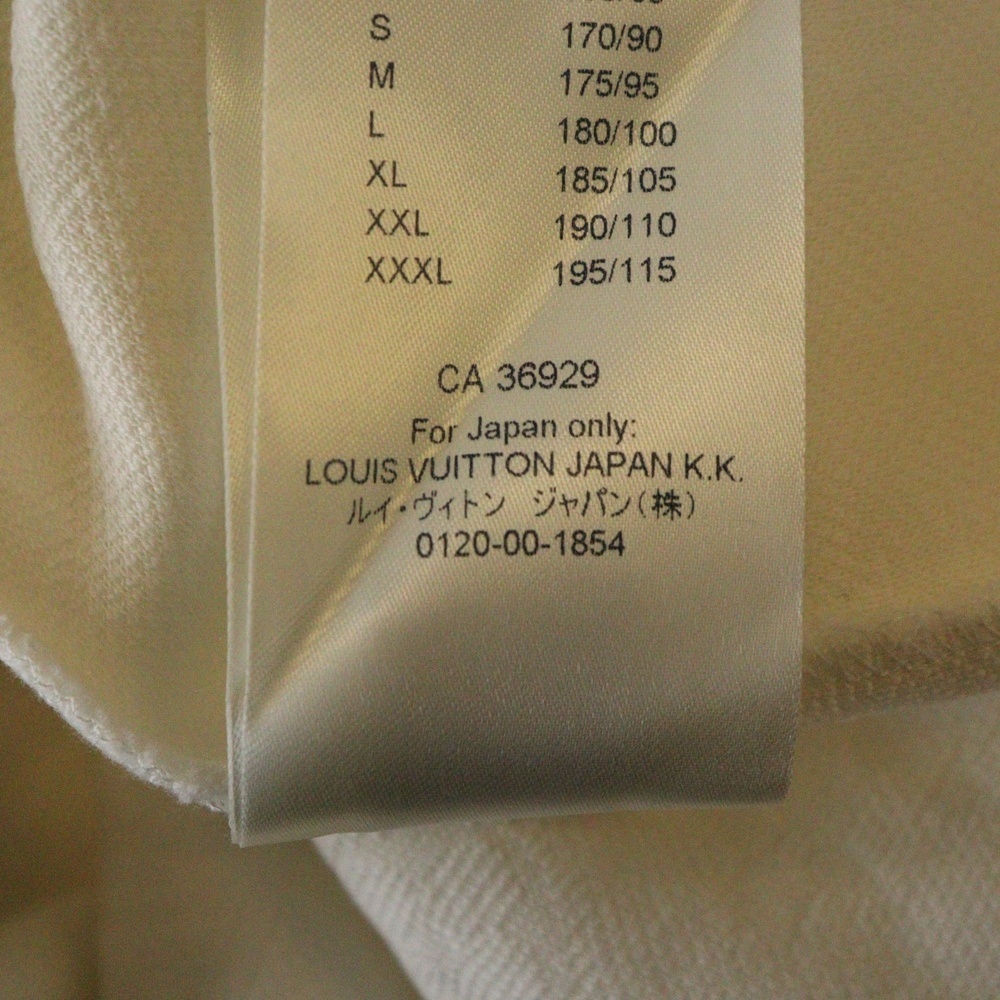 S 170/90
M 175/95
L 180/100
XL 185/105
XXL 190/110
XXXL 195/115
CA 36929
For Japan only:
LOUIS VUITTON JAPAN K.K.
ルイ・ヴィトン ジャパン(株)
0120-00-1854